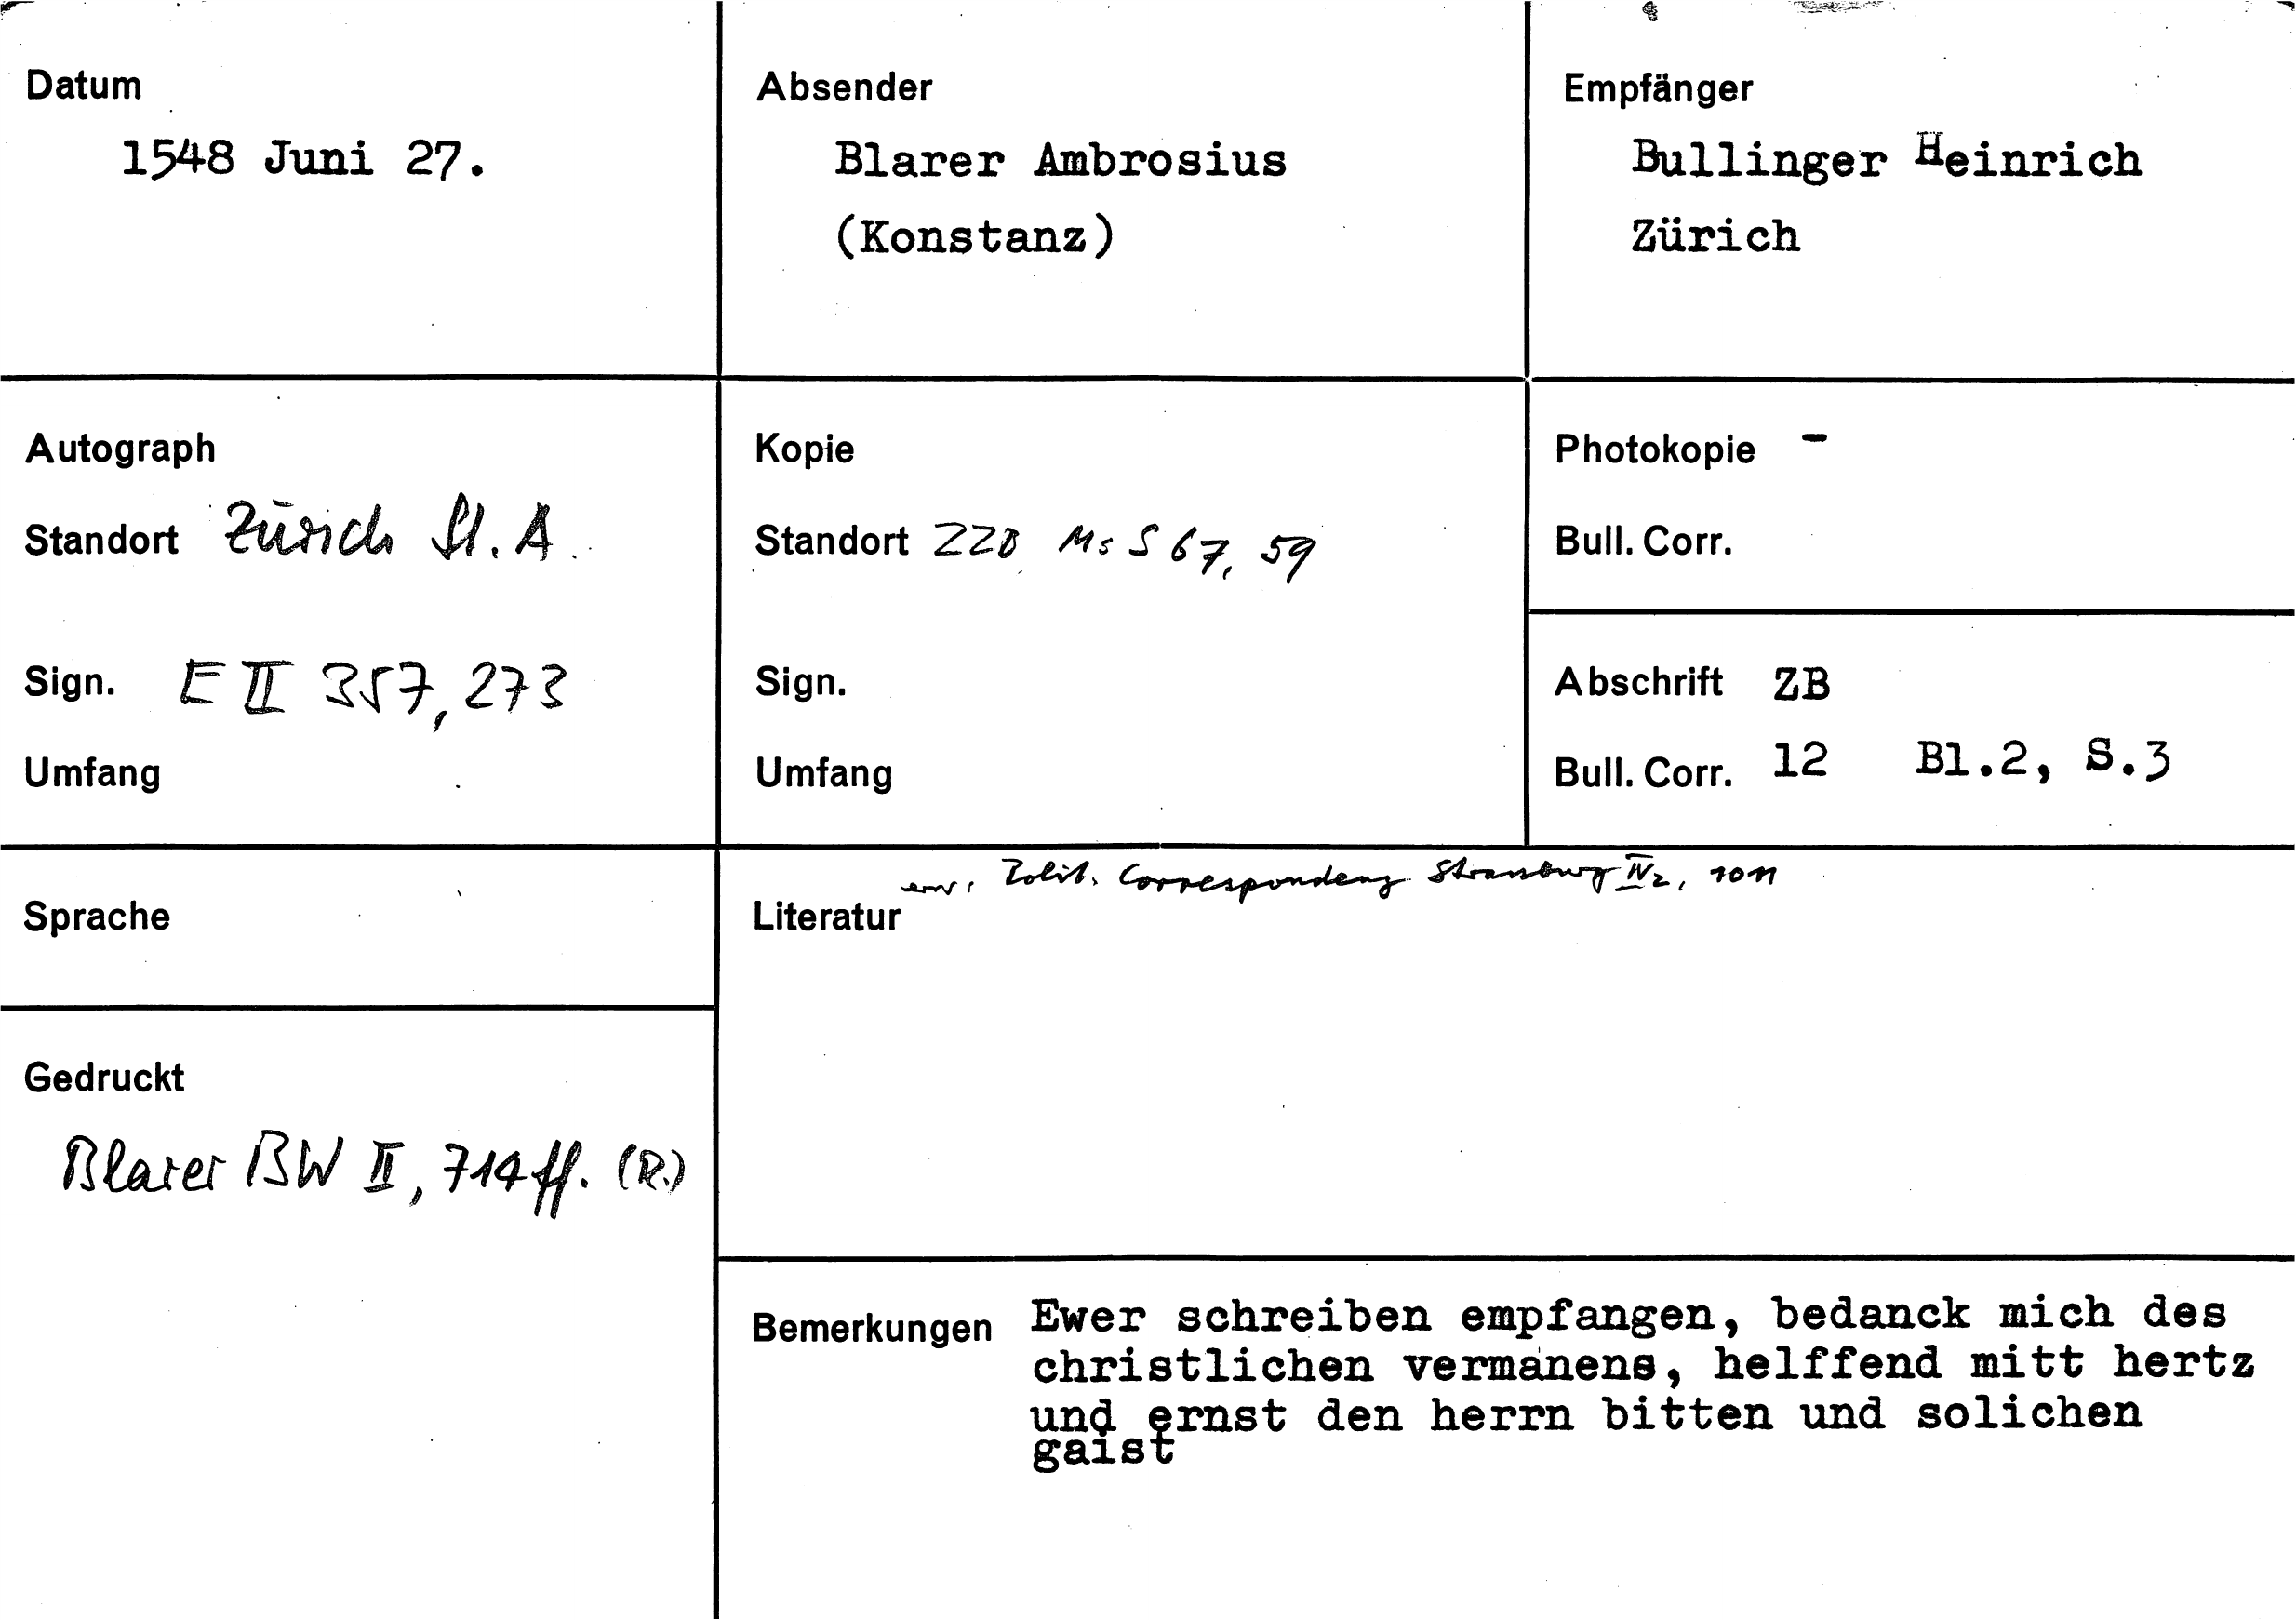 Datum
1548 Juni 27.
Absender
Blarer Ambrosius
(Konstanz)
Empfänger
Bullinger Heinrich
Zürich
Autograph
Standort Zürich St. A.
Sign. E II 357, 273
Umfang
Kopie
Standort ZZB Ms S 67, 59
Sign.
Umfang
Photokopie -
Bull. Corr.
Abschrift ZB
Bull. Corr. 12 Bl.2, S.3
Sprache
Gedruckt
Blarer BW II, 714ff. (R.)
Polit. Correspondenz Strassburg IV2, 1011
Literatur
Bemerkungen Ewer schreiben empfangen, bedanck mich des
christlichen vermanens, helffend mitt hertz
und ernst den herrn bitten und solichen
gaist